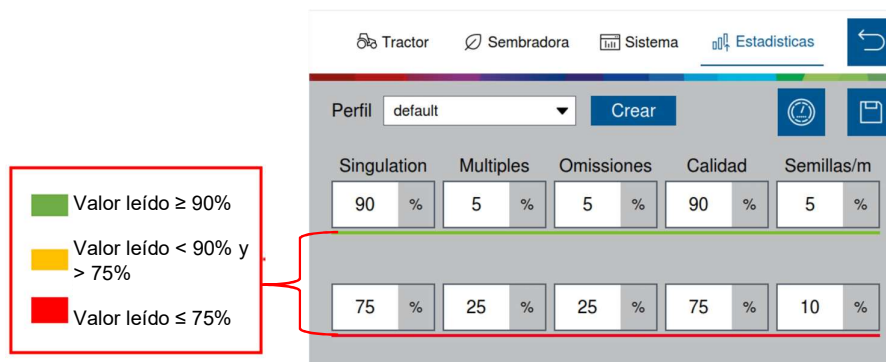 Tractor Sembradora Sistema Estadisticas
Perfil default Crear
Singulation Multiples Omissiones Calidad Semillas/m
90 % 5 % 5 % 90 % 5 %
75 % 25 % 25 % 75 % 10 %
Valor leído ≥ 90%
Valor leído < 90% y
> 75%
Valor leído ≤ 75%